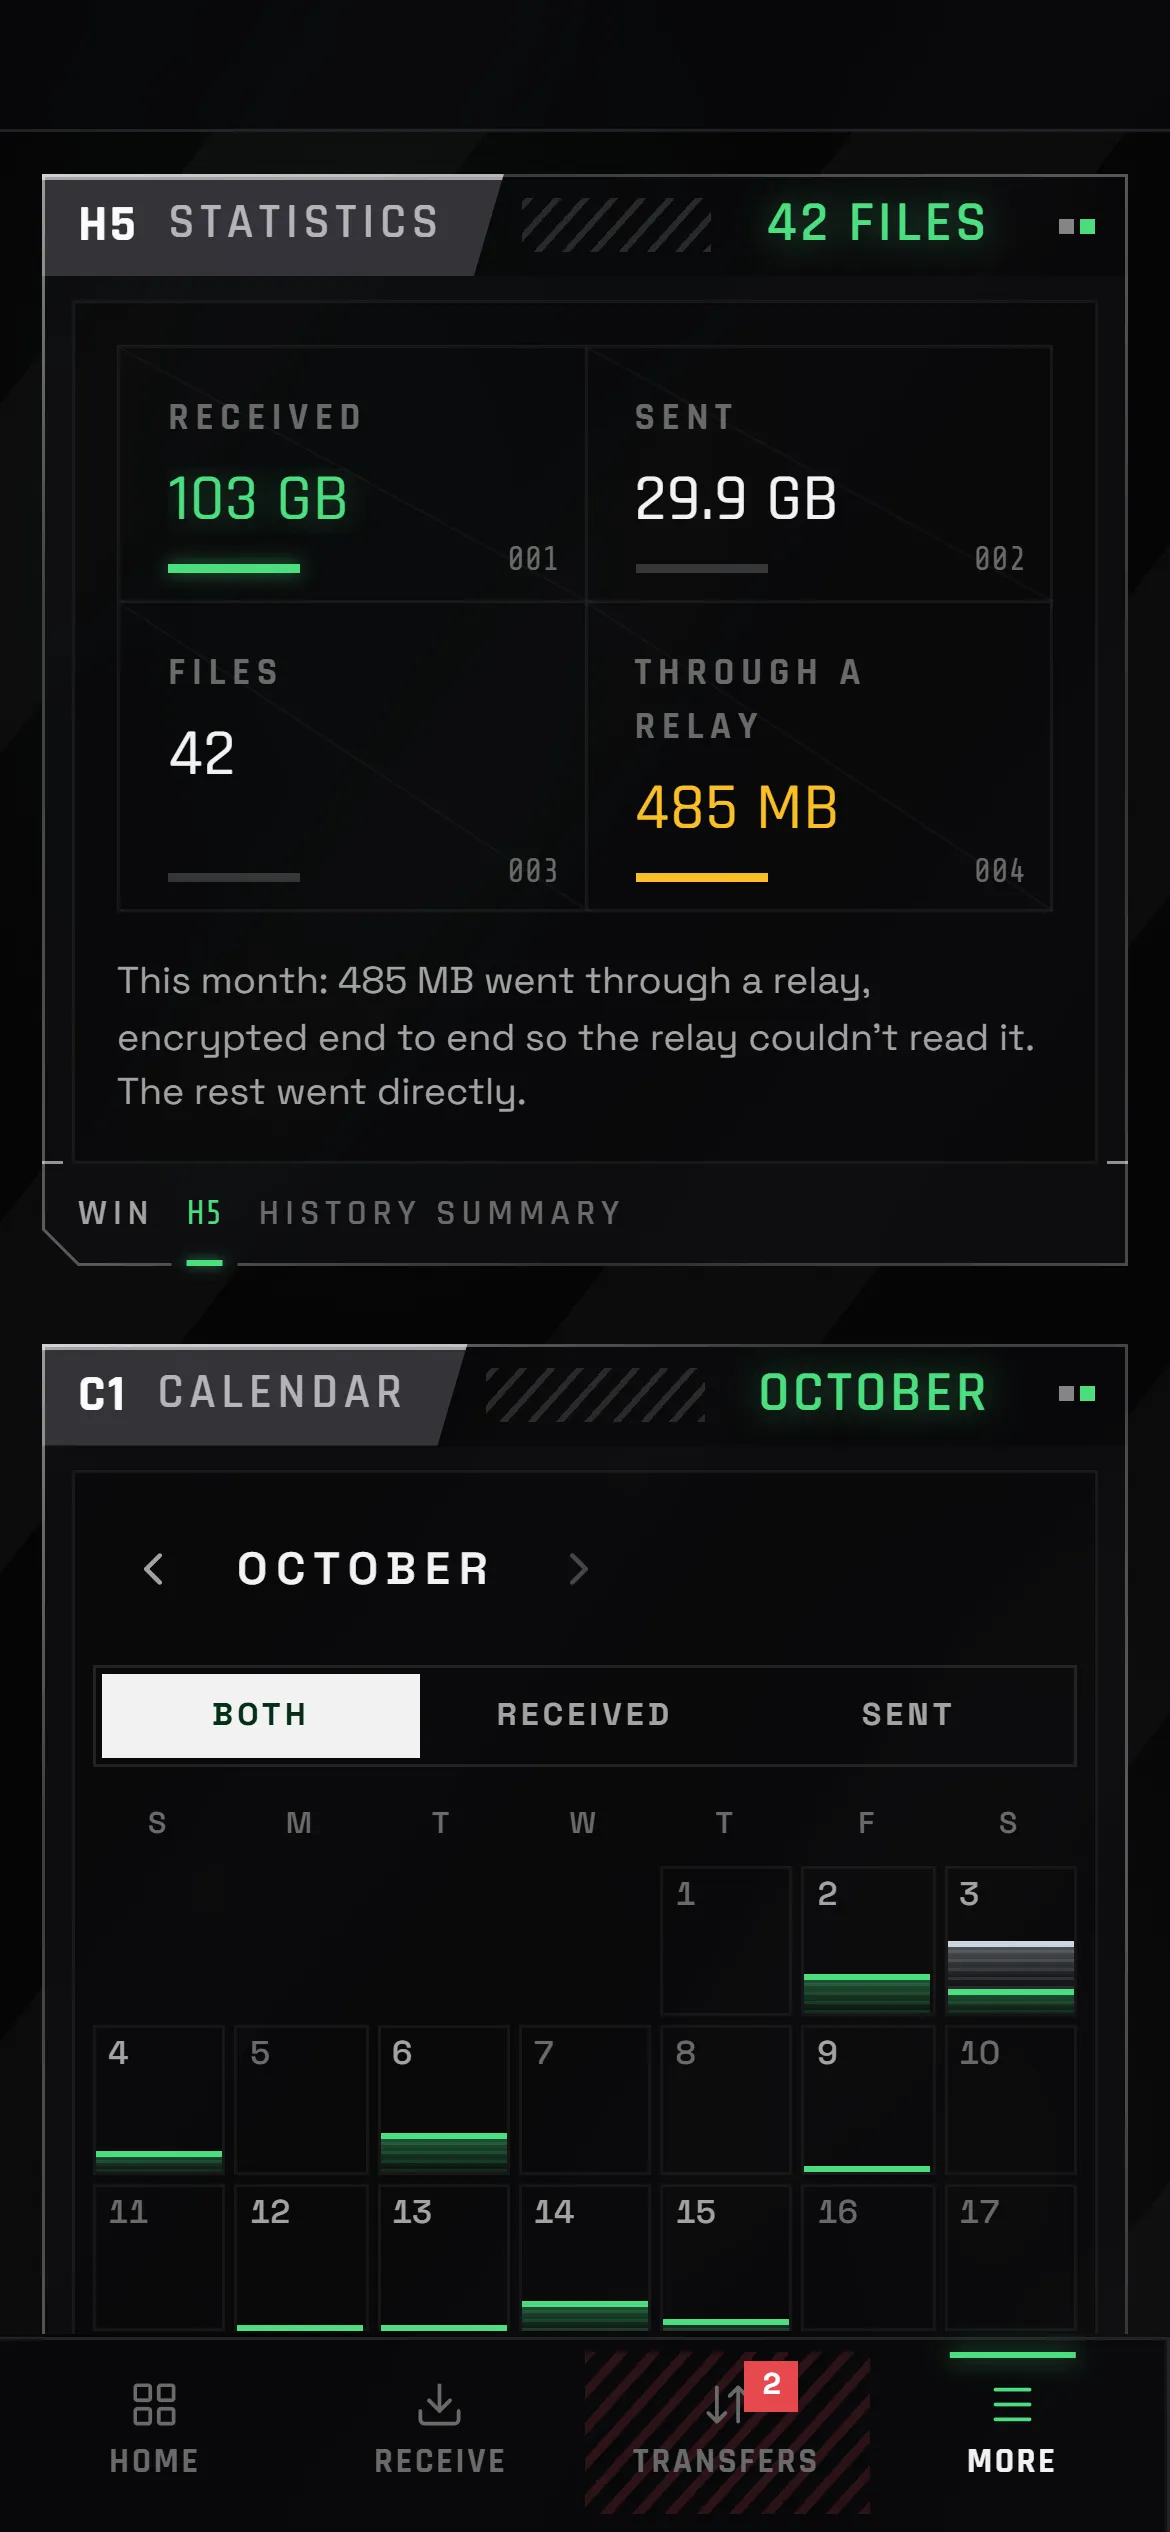 H5 STATISTICS 42 FILES
RECEIVED SENT
103 GB 29.9 GB
001 002
FILES THROUGH A
RELAY
42 485 MB
003 004
This month: 485 MB went through a relay,
encrypted end to end so the relay couldn’t read it.
The rest went directly.
WIN H5 HISTORY SUMMARY
C1 CALENDAR OCTOBER
OCTOBER
BOTH RECEIVED SENT
S M T W T F S
1 2 3
4 5 6 7 8 9 10
11 12 13 14 15 16 17
2
HOME RECEIVE TRANSFERS MORE